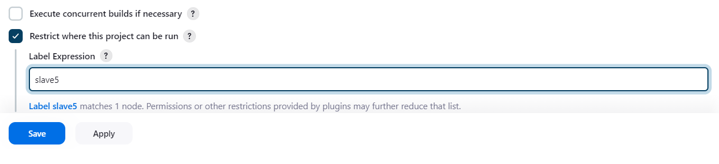 Execute concurrent builds if necessary ?
Restrict where this project can be run ?
Label Expression ?
slave5
Label slave5 matches 1 node. Permissions or other restrictions provided by plugins may further reduce that list.
Save Apply